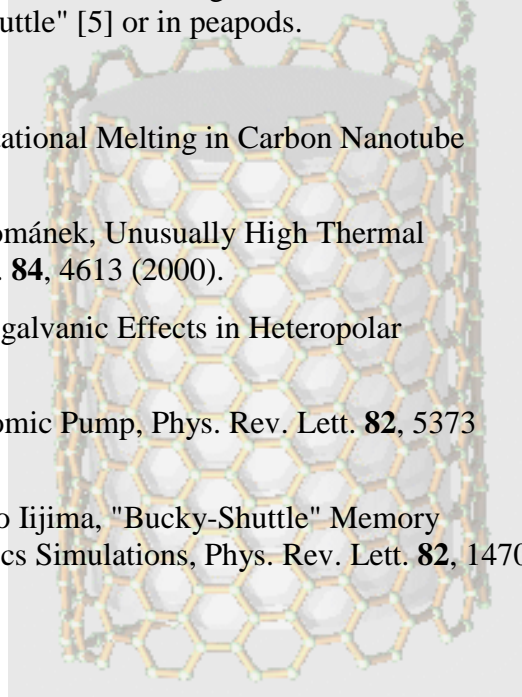 uttle" [5] or in peapods.
ational Melting in Carbon Nanotube
ománek, Unusually High Thermal
. 84, 4613 (2000).
galvanic Effects in Heteropolar
omic Pump, Phys. Rev. Lett. 82, 5373
o Iijima, "Bucky-Shuttle" Memory
cs Simulations, Phys. Rev. Lett. 82, 1470